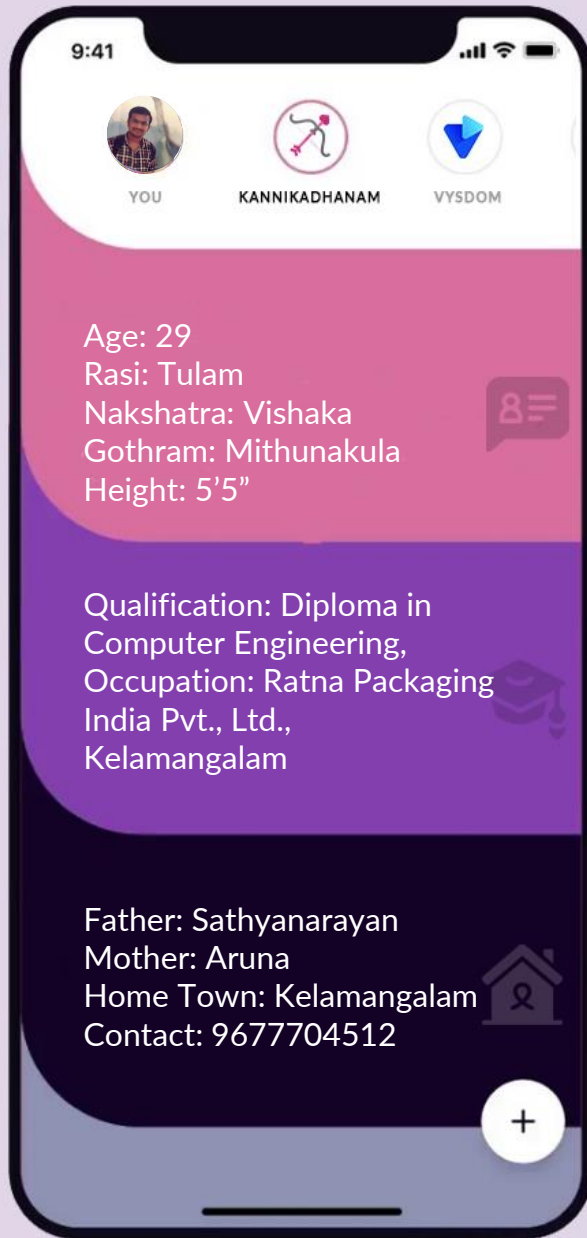 9:41
YOU
KANNIKADHANAM
VYSDOM
Age: 29
Rasi: Tulam
Nakshatra: Vishaka
Gothram: Mithunakula
Height: 5’5”
Qualification: Diploma in
Computer Engineering,
Occupation: Ratna Packaging
India Pvt., Ltd.,
Kelamangalam
Father: Sathyanarayan
Mother: Aruna
Home Town: Kelamangalam
Contact: 9677704512